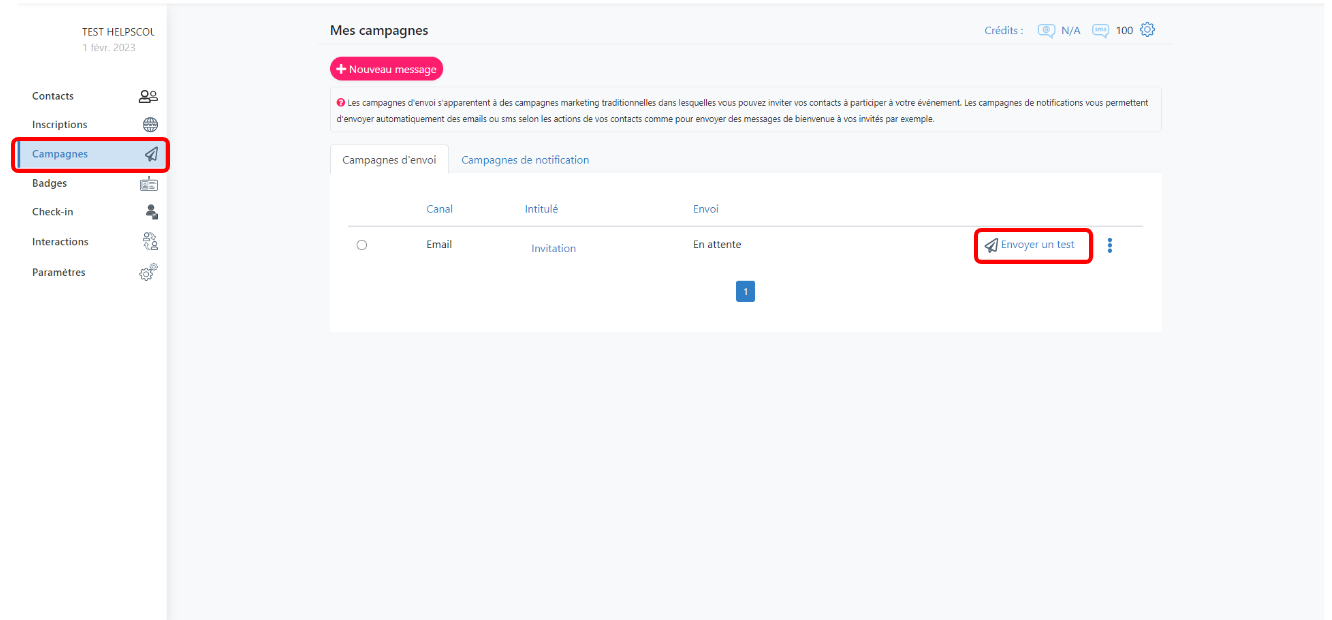 TEST HELPSCOU
1 févr. 2023
Contacts
Inscriptions
Campagnes
Badges
Check-in
Interactions
Paramètres
Mes campagnes
Crédits : N/A sms 100
Nouveau message
Les campagnes d'envoi s'apparentent à des campagnes marketing traditionnelles dans lesquelles vous pouvez inviter vos contacts à participer à votre événement. Les campagnes de notifications vous permettent
d'envoyer automatiquement des emails ou sms selon les actions de vos contacts comme pour envoyer des messages de bienvenue à vos invités par exemple.
Campagnes d'envoi Campagnes de notification
Canal Intitulé Envoi
Email Invitation En attente Envoyer un test
1